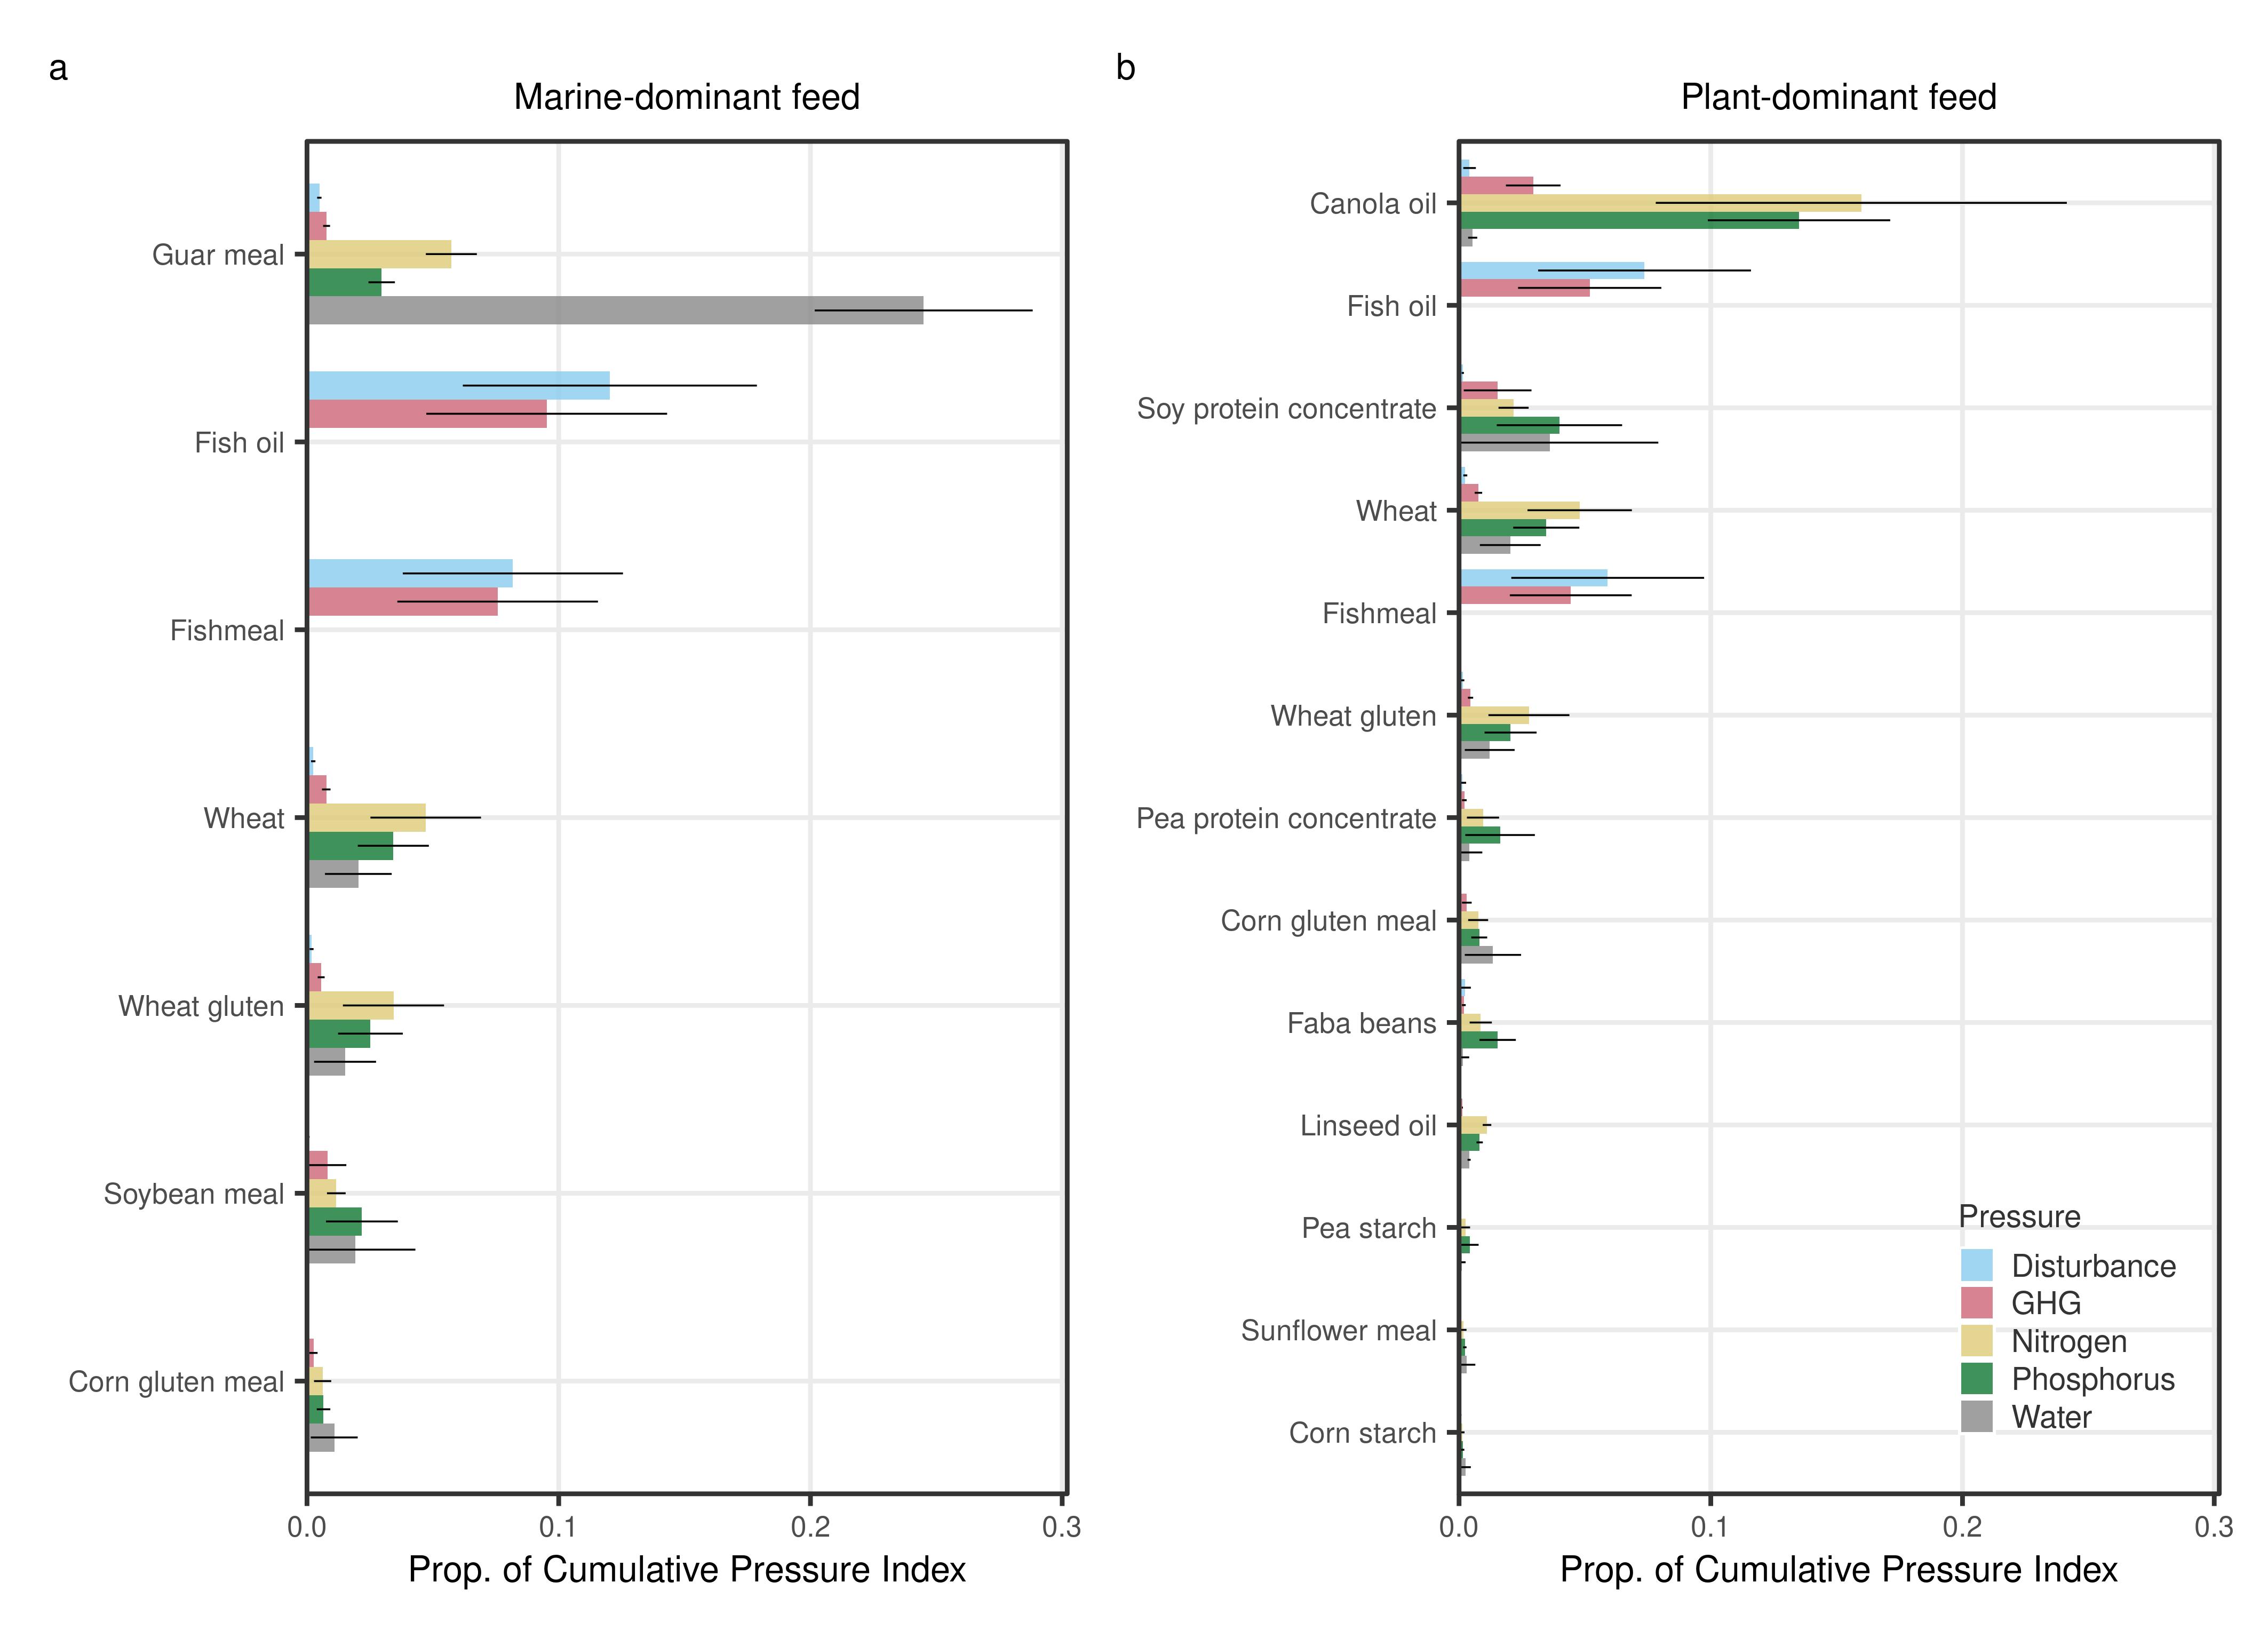 a
Marine-dominant feed
Guar meal
Fish oil
Fishmeal
Wheat
Wheat gluten
Soybean meal
Corn gluten meal
0.0 0.1 0.2 0.3
Prop. of Cumulative Pressure Index
b
Plant-dominant feed
Canola oil
Fish oil
Soy protein concentrate
Wheat
Fishmeal
Wheat gluten
Pea protein concentrate
Corn gluten meal
Faba beans
Linseed oil
Pea starch
Sunflower meal
Corn starch
Pressure
Disturbance
GHG
Nitrogen
Phosphorus
Water
0.0 0.1 0.2 0.3
Prop. of Cumulative Pressure Index